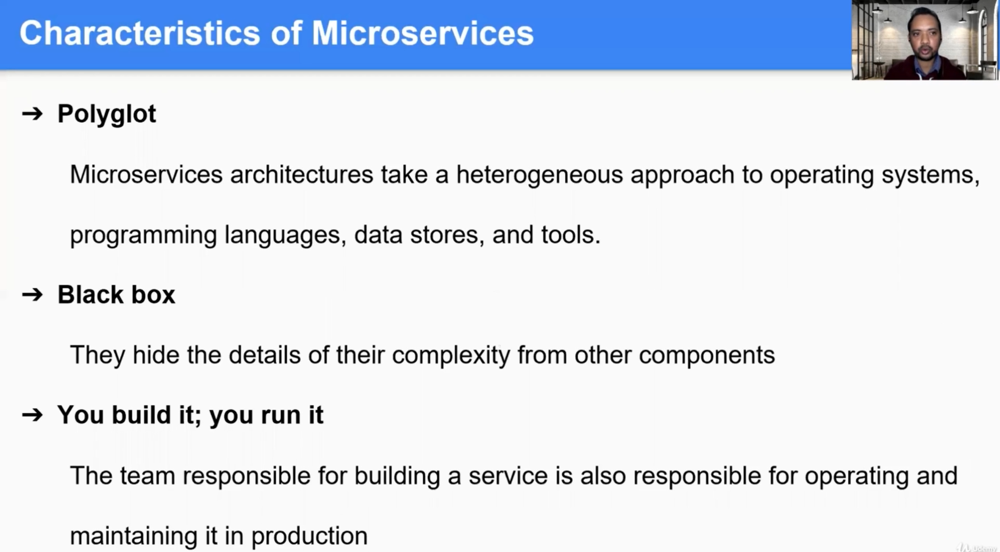 Characteristics of Microservices
➔ Polyglot
Microservices architectures take a heterogeneous approach to operating systems,
programming languages, data stores, and tools.
➔ Black box
They hide the details of their complexity from other components
➔ You build it; you run it
The team responsible for building a service is also responsible for operating and
maintaining it in production
Udemy